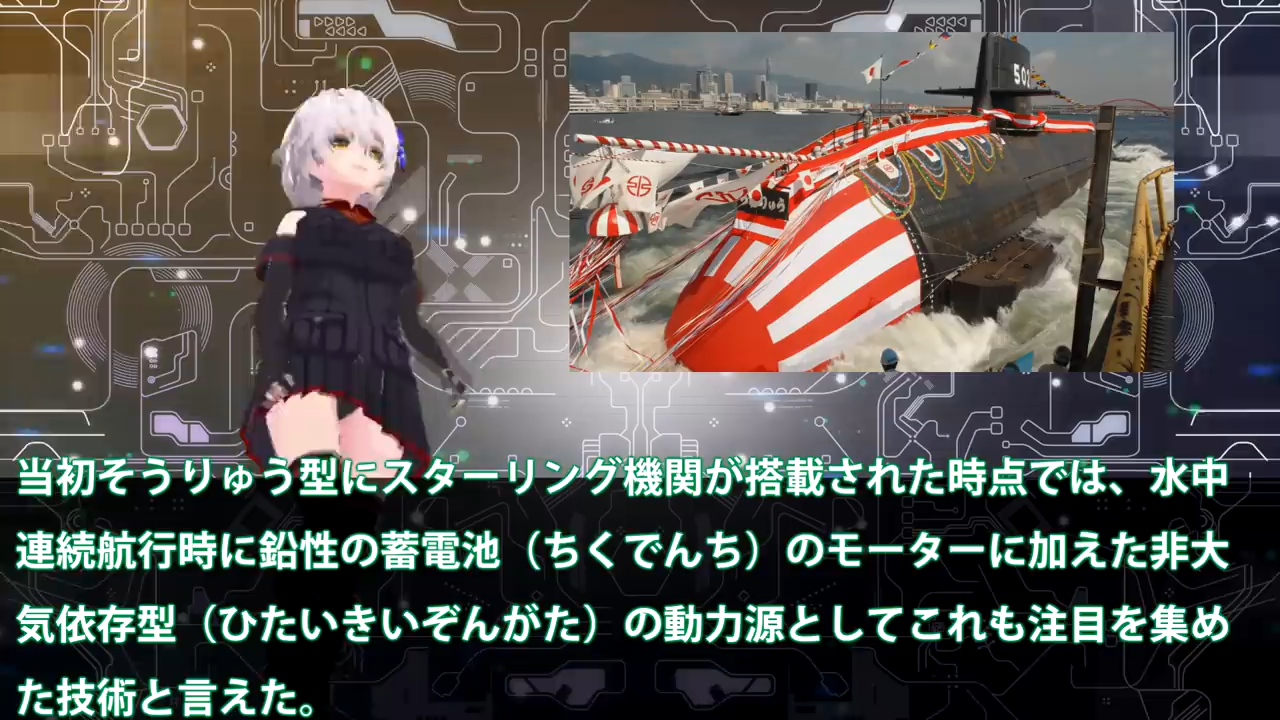 当初そうりゅう型にスターリング機関が搭載された時点では、水中
連続航行時に鉛性の蓄電池（ちくでんち）のモーターに加えた非大
気依存型（ひたいきいぞんがた）の動力源としてこれも注目を集め
た技術と言えた。